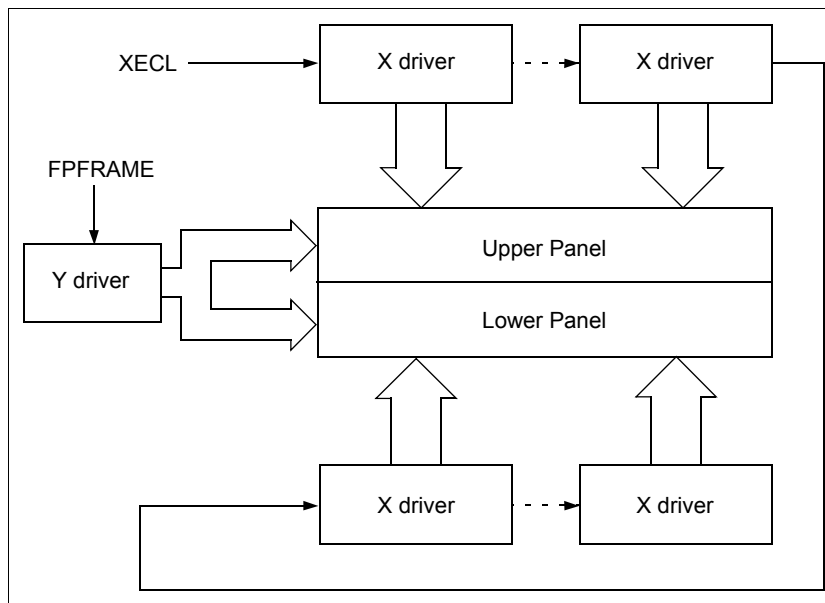 XECL
X driver
X driver
FPFRAME
Y driver
Upper Panel
Lower Panel
X driver
X driver